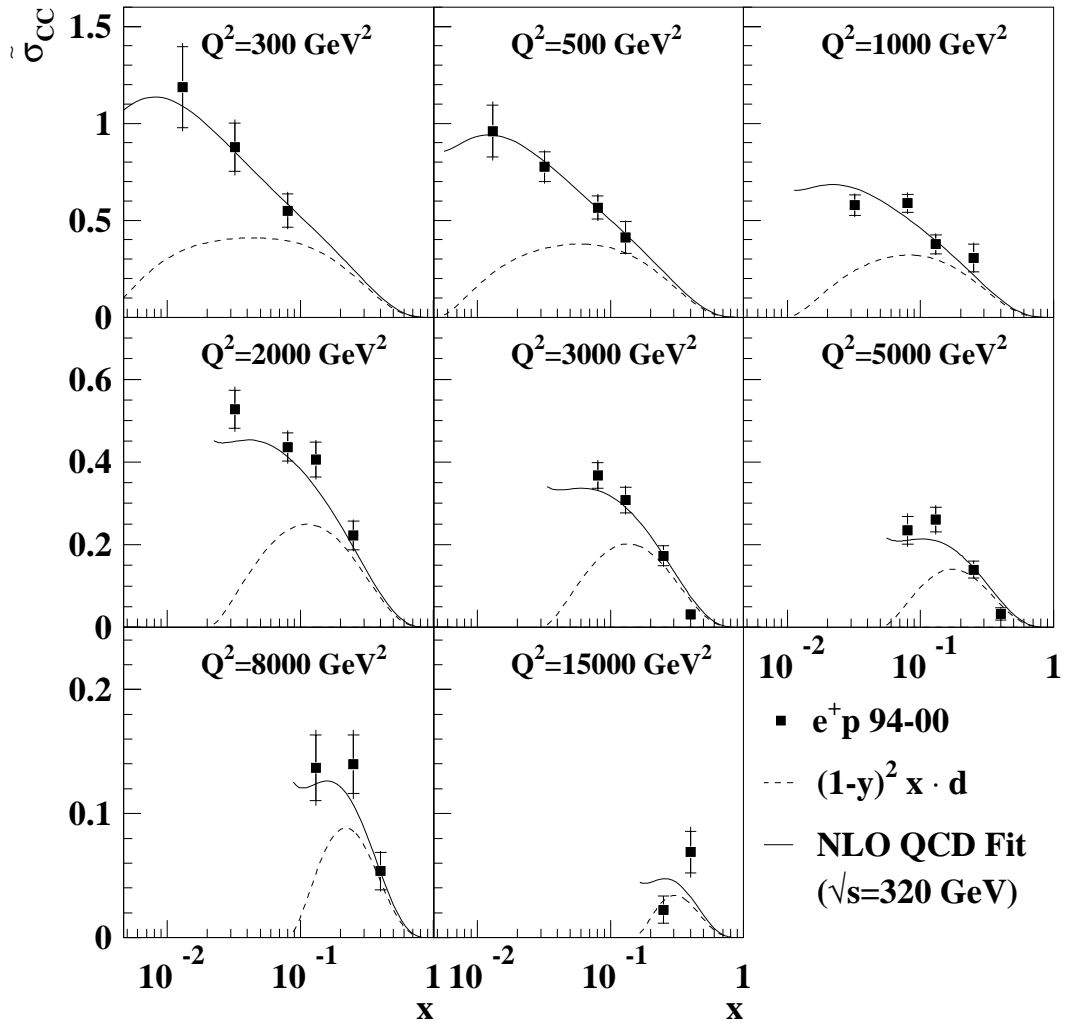 σ̃CC
Q²=300 GeV²
Q²=500 GeV²
Q²=1000 GeV²
1.5
1
0.5
0
Q²=2000 GeV²
Q²=3000 GeV²
Q²=5000 GeV²
0.6
0.4
0.2
0
10⁻² 10⁻¹ 1
Q²=8000 GeV²
Q²=15000 GeV²
0.2
0.1
0
10⁻² 10⁻¹ 1
x
10⁻² 10⁻¹ 1
x
e⁺p 94-00
(1-y)² x · d
NLO QCD Fit
(√s=320 GeV)